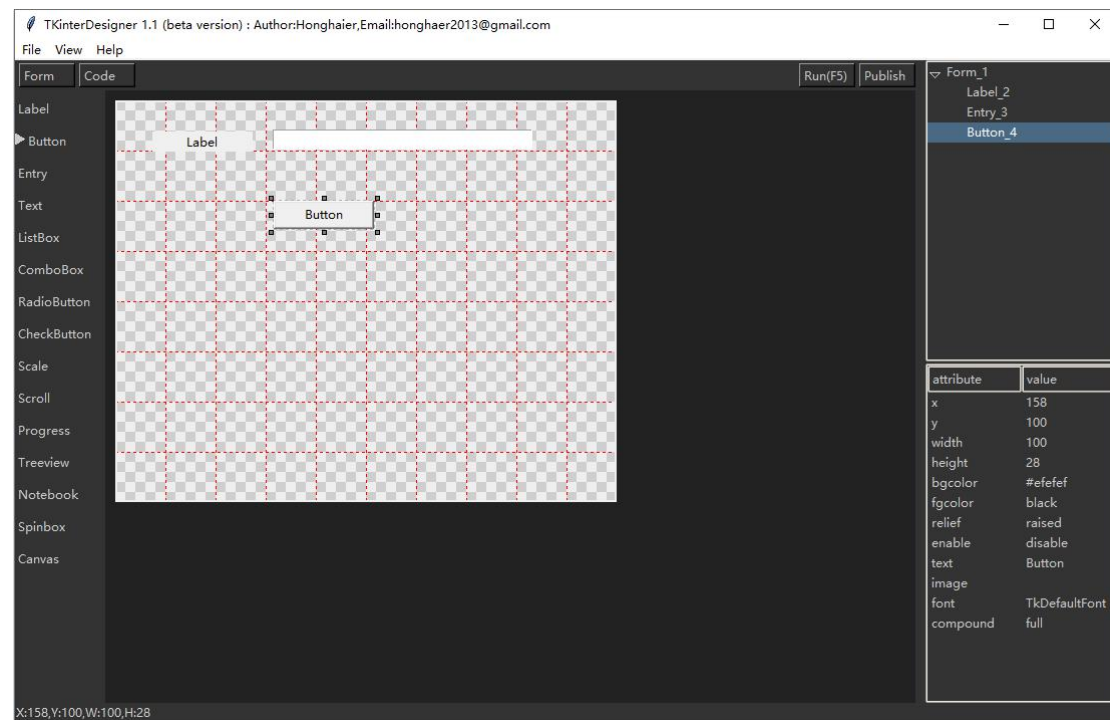 TKinterDesigner 1.1 (beta version) : Author:Honghaier,Email:honghaer2013@gmail.com
File View Help
Form Code Run(F5) Publish
Label
Button
Entry
Text
ListBox
ComboBox
RadioButton
CheckButton
Scale
Scroll
Progress
Treeview
Notebook
Spinbox
Canvas
Label
Button
Form_1
Label_2
Entry_3
Button_4
attribute value
x 158
y 100
width 100
height 28
bgcolor #efefef
fgcolor black
relief raised
enable disable
text Button
image
font TkDefaultFont
compound full
X:158,Y:100,W:100,H:28